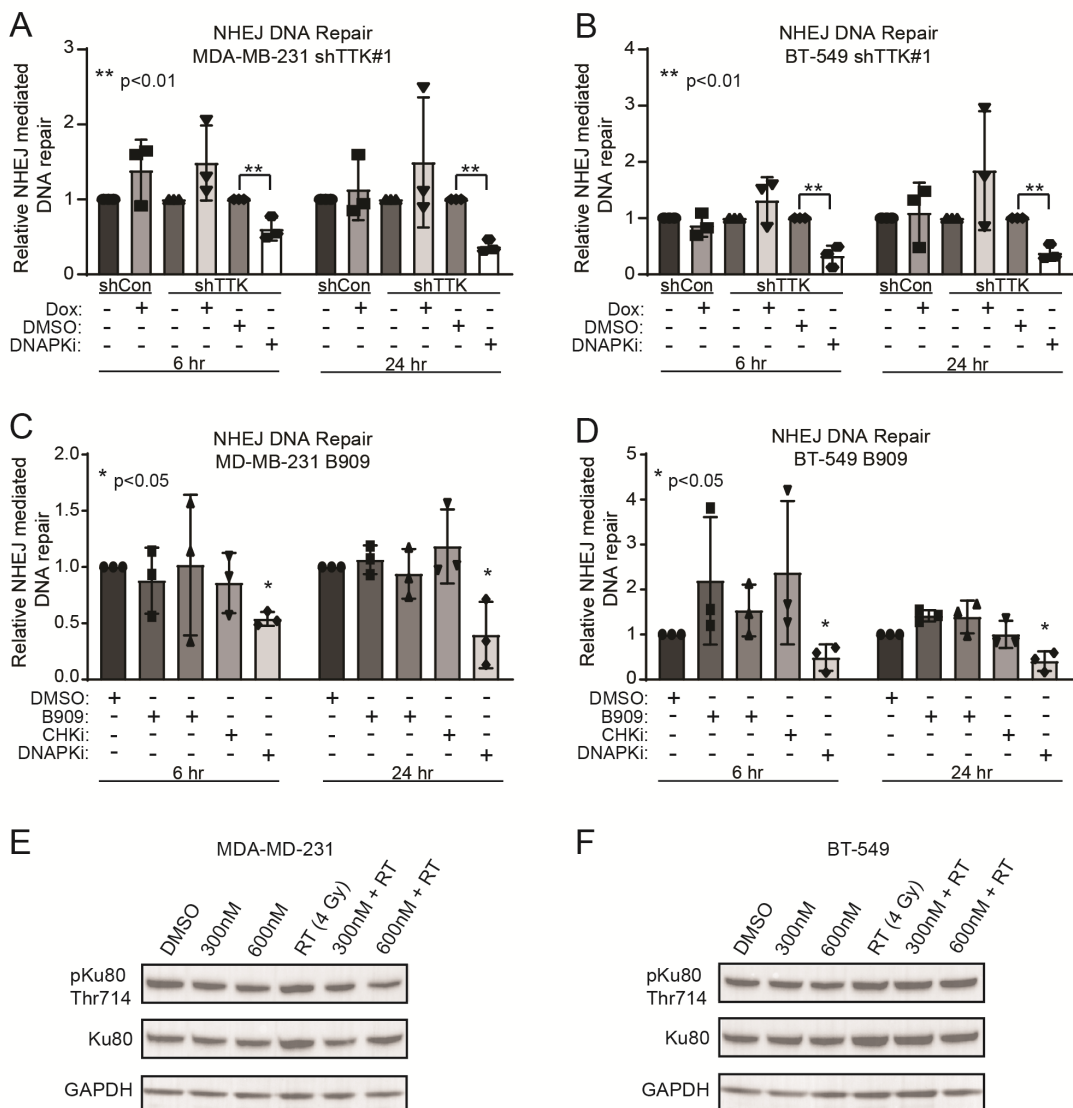 A
NHEJ DNA Repair
MDA-MB-231 shTTK#1
** p<0.01
Relative NHEJ mediated
DNA repair
3
2
1
0
shCon shTTK shCon shTTK
Dox: - + - + - - - + - + - -
DMSO: - - - - + - - - - - + -
DNAPKi: - - - - - + - - - - - +
6 hr 24 hr
** **
B
NHEJ DNA Repair
BT-549 shTTK#1
** p<0.01
Relative NHEJ mediated
DNA repair
4
3
2
1
0
shCon shTTK shCon shTTK
Dox: - + - + - - - + - + - -
DMSO: - - - - + - - - - - + -
DNAPKi: - - - - - + - - - - - +
6 hr 24 hr
** **
C
NHEJ DNA Repair
MD-MB-231 B909
* p<0.05
Relative NHEJ mediated
DNA repair
2.0
1.5
1.0
0.5
0.0
* *
DMSO: + - - - - + - - - -
B909: - + + - - - + + - -
CHKi: - - - + - - - - + -
DNAPKi: - - - - + - - - - +
6 hr 24 hr
D
NHEJ DNA Repair
BT-549 B909
* p<0.05
Relative NHEJ mediated
DNA repair
5
4
3
2
1
0
* *
DMSO: + - - - - + - - - -
B909: - + + - - - + + - -
CHKi: - - - + - - - - + -
DNAPKi: - - - - + - - - - +
6 hr 24 hr
E
MDA-MD-231
DMSO 300nM 600nM RT (4 Gy) 300nM + RT 600nM + RT
pKu80
Thr714
Ku80
GAPDH
F
BT-549
DMSO 300nM 600nM RT (4 Gy) 300nM + RT 600nM + RT
pKu80
Thr714
Ku80
GAPDH